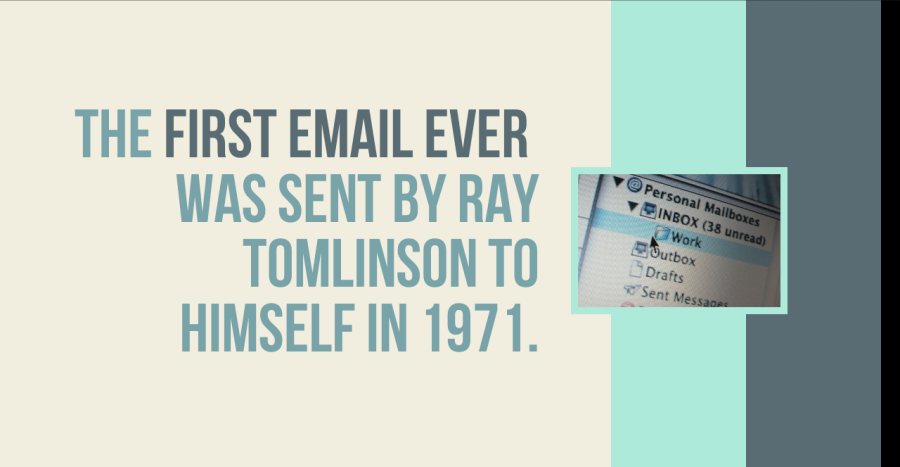 THE FIRST EMAIL EVER
WAS SENT BY RAY
TOMLINSON TO
HIMSELF IN 1971.
Personal Mailboxes
INBOX (38 unread)
Work
Outbox
Drafts
Sent Messages